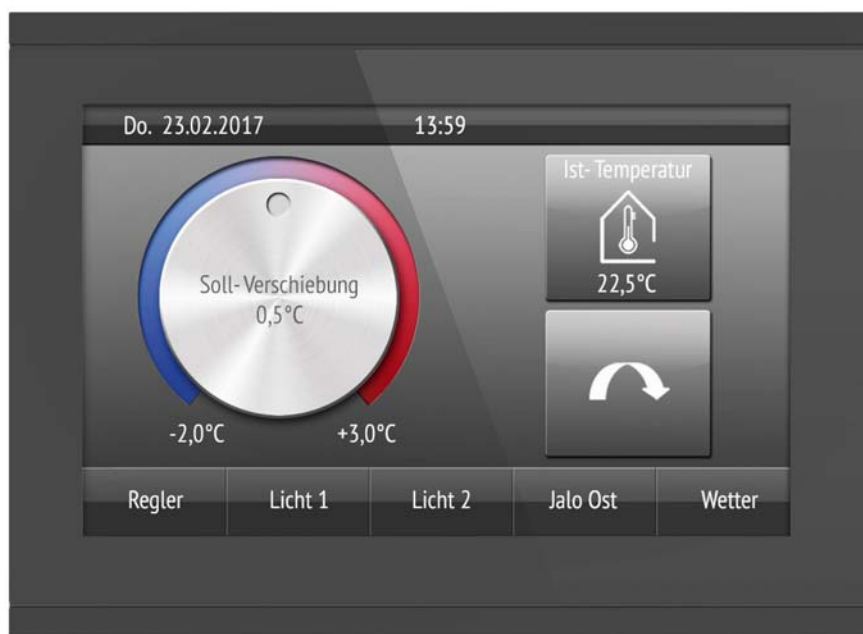 Do. 23.02.2017 13:59
Soll- Verschiebung
0,5°C
-2,0°C +3,0°C
Ist- Temperatur
22,5°C
Regler Licht 1 Licht 2 Jalo Ost Wetter